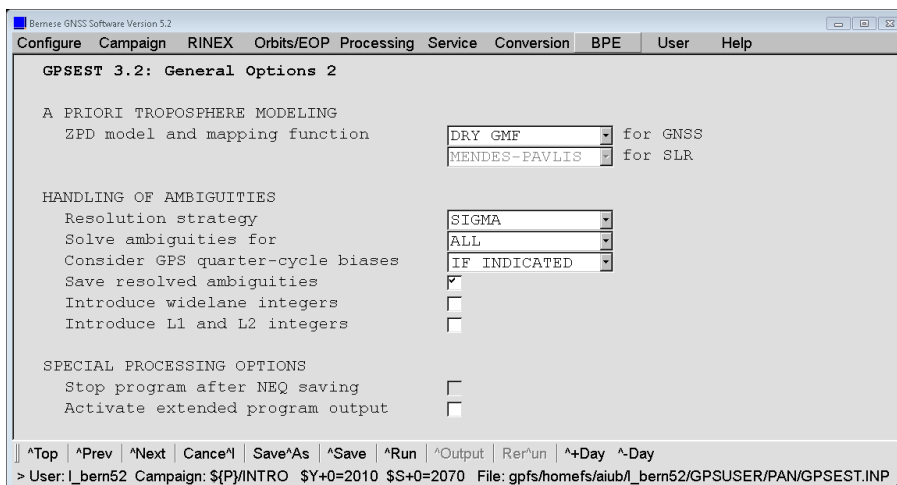 Bernese GNSS Software Version 5.2
Configure Campaign RINEX Orbits/EOP Processing Service Conversion BPE User Help
GPSEST 3.2: General Options 2
A PRIORI TROPOSPHERE MODELING
ZPD model and mapping function DRY GMF for GNSS
MENDES-PAVLIS for SLR
HANDLING OF AMBIGUITIES
Resolution strategy SIGMA
Solve ambiguities for ALL
Consider GPS quarter-cycle biases IF INDICATED
Save resolved ambiguities
Introduce widelane integers
Introduce L1 and L2 integers
SPECIAL PROCESSING OPTIONS
Stop program after NEQ saving
Activate extended program output
^Top | ^Prev | ^Next | Cance^l | Save^As | ^Save | ^Run | ^Output | Rer^un | ^+Day ^-Day
> User: l_bern52 Campaign: ${P}/INTRO $Y+0=2010 $S+0=2070 File: gpfs/homefs/aiub/l_bern52/GPSUSER/PAN/GPSEST.INP